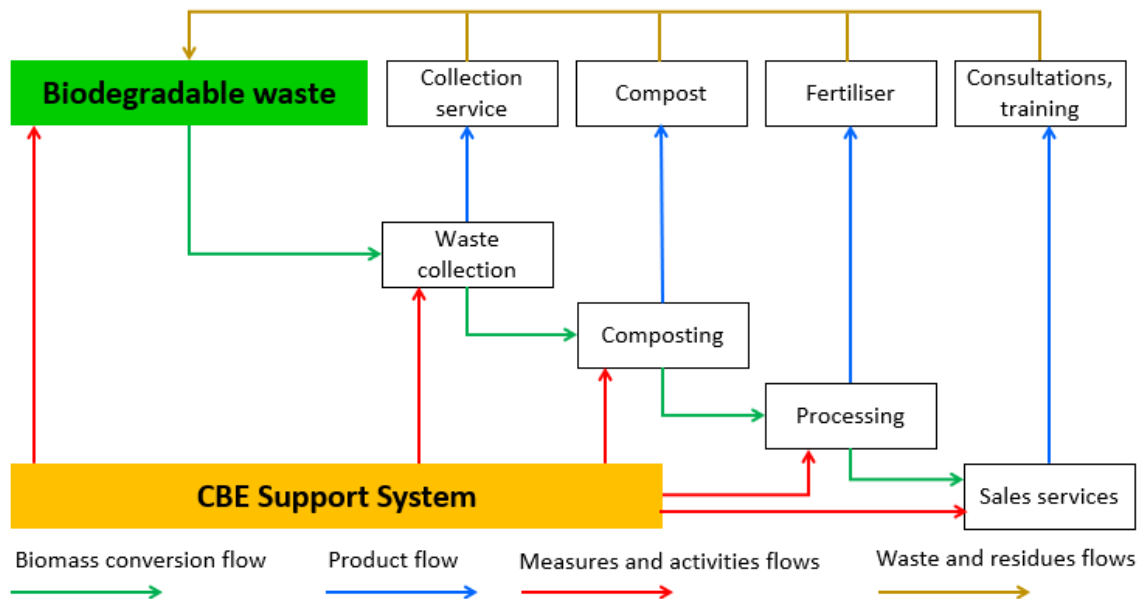 Biodegradable waste
Collection
service
Compost
Fertiliser
Consultations,
training
Waste
collection
Composting
Processing
CBE Support System
Sales services
Biomass conversion flow
Product flow
Measures and activities flows
Waste and residues flows